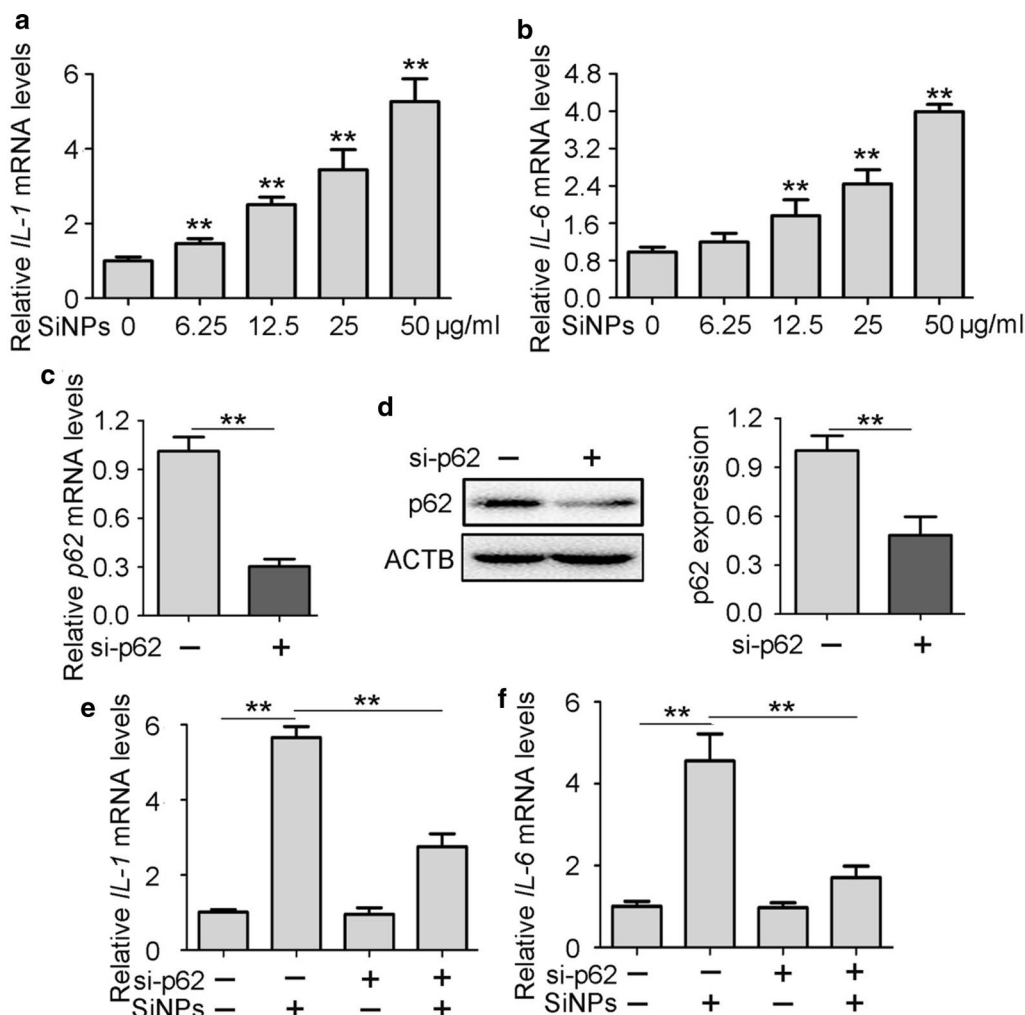 a
Relative IL-1 mRNA levels
6
4
2
0
** ** ** **
SiNPs 0 6.25 12.5 25 50 µg/ml
b
Relative IL-6 mRNA levels
4.8
4.0
3.2
2.4
1.6
0.8
0.0
** ** **
SiNPs 0 6.25 12.5 25 50 µg/ml
c
Relative p62 mRNA levels
1.2
0.9
0.6
0.3
0.0
**
si-p62 − +
d
si-p62 − +
p62
ACTB
p62 expression
1.2
0.9
0.6
0.3
0.0
**
si-p62 − +
e
Relative IL-1 mRNA levels
6
4
2
0
** **
si-p62 − − + +
SiNPs − + − +
f
Relative IL-6 mRNA levels
6
4
2
0
** **
si-p62 − − + +
SiNPs − + − +